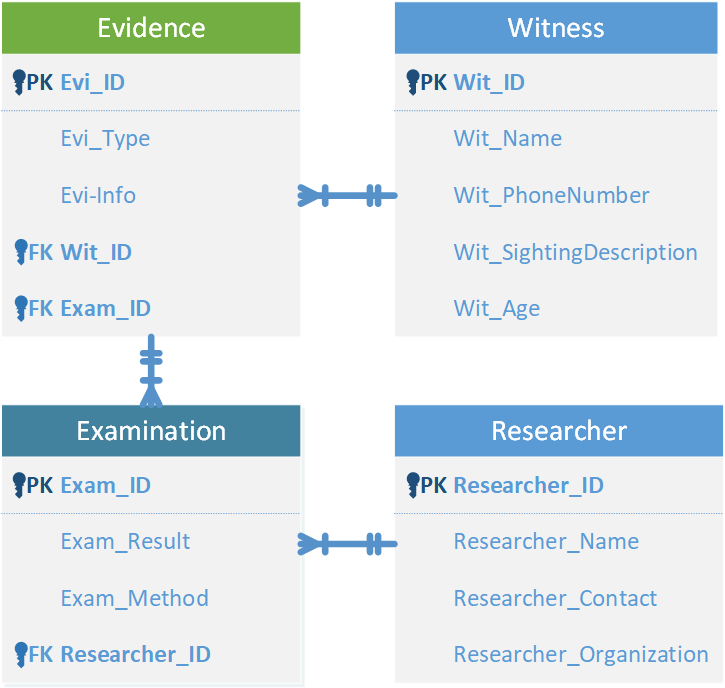 Evidence
PK Evi_ID
Evi_Type
Evi-Info
FK Wit_ID
FK Exam_ID
Witness
PK Wit_ID
Wit_Name
Wit_PhoneNumber
Wit_SightingDescription
Wit_Age
Examination
PK Exam_ID
Exam_Result
Exam_Method
FK Researcher_ID
Researcher
PK Researcher_ID
Researcher_Name
Researcher_Contact
Researcher_Organization